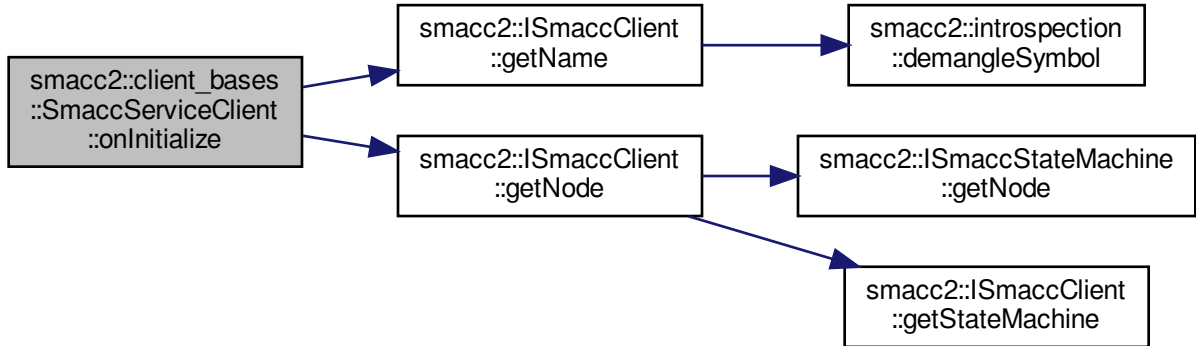 smacc2::client_bases
::SmaccServiceClient
::onInitialize
smacc2::ISmaccClient
::getName
smacc2::introspection
::demangleSymbol
smacc2::ISmaccClient
::getNode
smacc2::ISmaccStateMachine
::getNode
smacc2::ISmaccClient
::getStateMachine